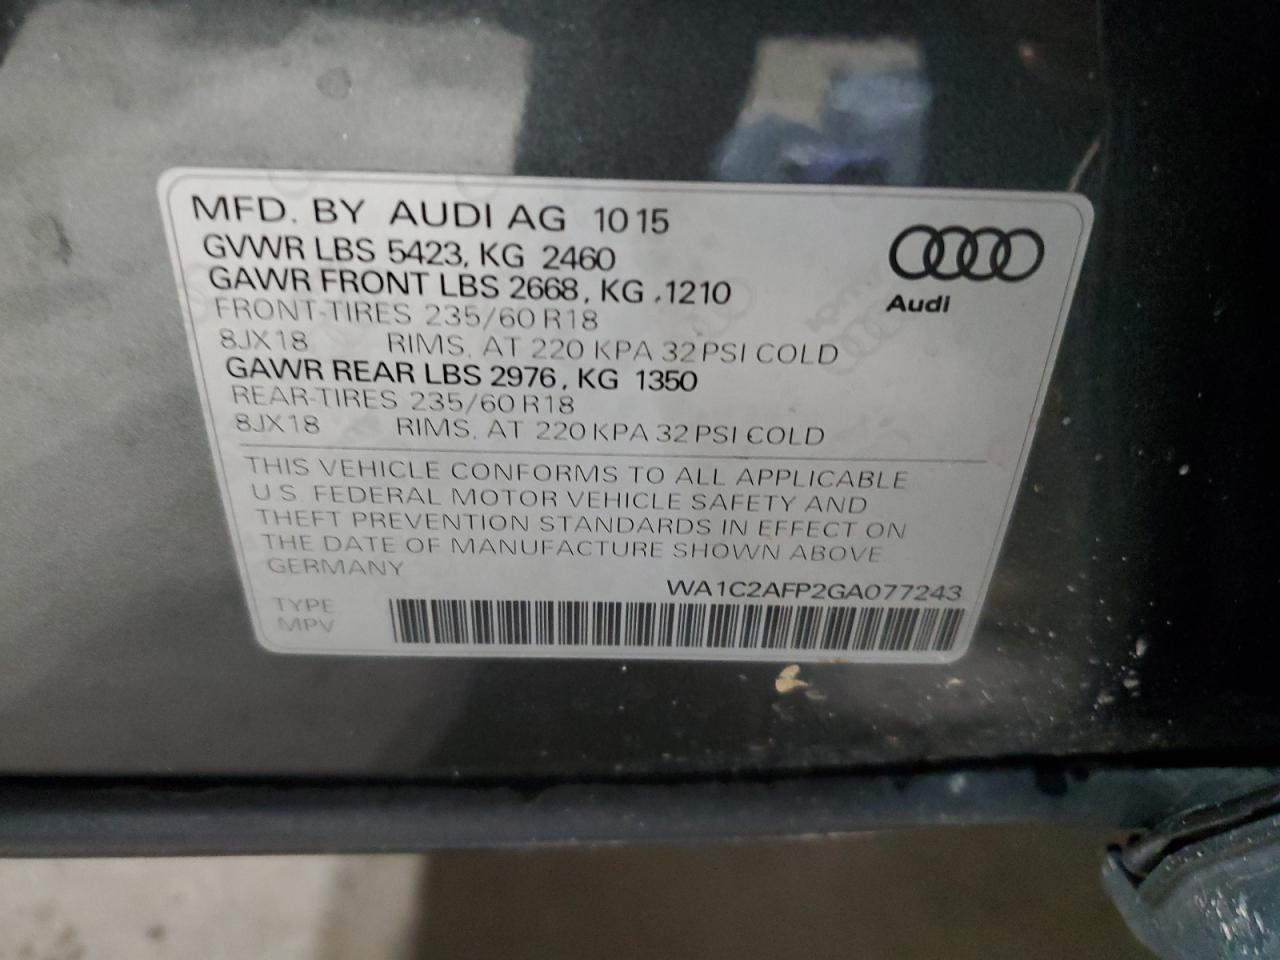 MFD. BY AUDI AG 10 15
GVWR LBS 5423, KG 2460
GAWR FRONT LBS 2668, KG .1210
FRONT-TIRES 235/60 R18
8JX18 RIMS. AT 220 KPA 32 PSI COLD
GAWR REAR LBS 2976, KG 1350
REAR-TIRES 235/60 R18
8JX18 RIMS. AT 220 KPA 32 PSI COLD
Audi
THIS VEHICLE CONFORMS TO ALL APPLICABLE
U.S. FEDERAL MOTOR VEHICLE SAFETY AND
THEFT PREVENTION STANDARDS IN EFFECT ON
THE DATE OF MANUFACTURE SHOWN ABOVE
GERMANY
WA1C2AFP2GA077243
TYPE
MPV